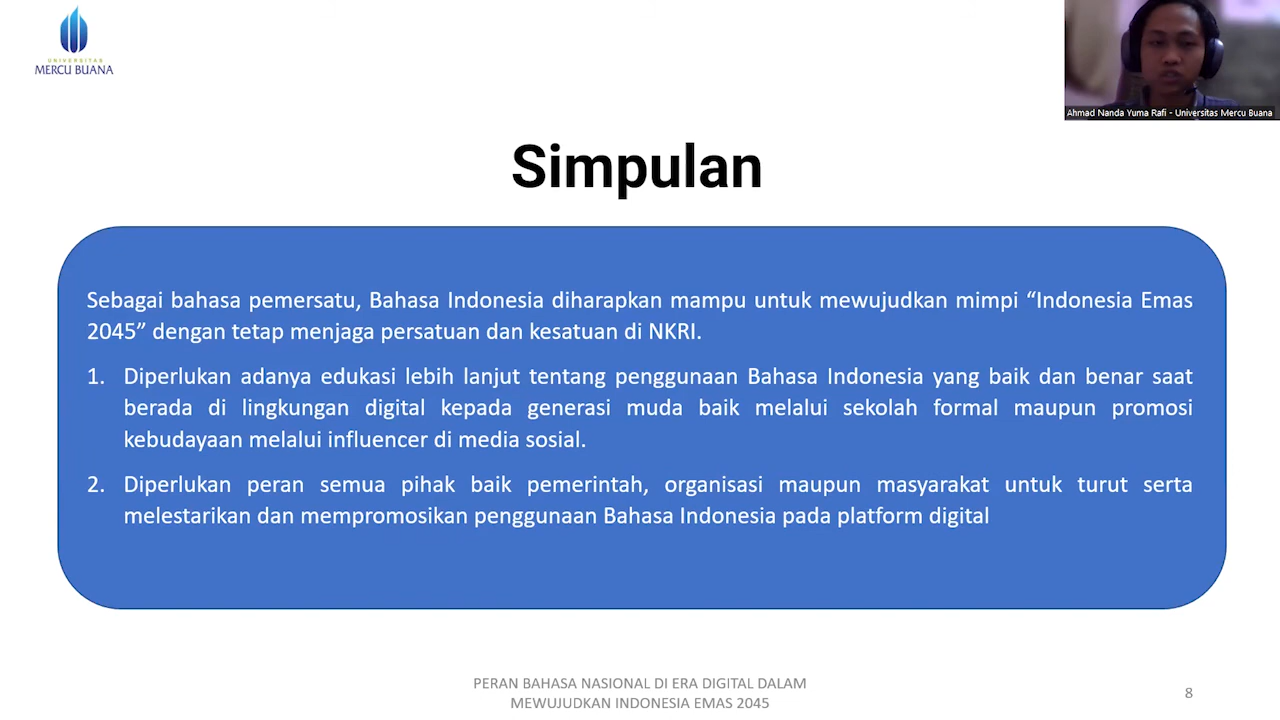 UNIVERSITAS
MERCU BUANA
Ahmad Nanda Yuma Rafi - Universitas Mercu Buana
Simpulan
Sebagai bahasa pemersatu, Bahasa Indonesia diharapkan mampu untuk mewujudkan mimpi “Indonesia Emas
2045” dengan tetap menjaga persatuan dan kesatuan di NKRI.
1. Diperlukan adanya edukasi lebih lanjut tentang penggunaan Bahasa Indonesia yang baik dan benar saat
berada di lingkungan digital kepada generasi muda baik melalui sekolah formal maupun promosi
kebudayaan melalui influencer di media sosial.
2. Diperlukan peran semua pihak baik pemerintah, organisasi maupun masyarakat untuk turut serta
melestarikan dan mempromosikan penggunaan Bahasa Indonesia pada platform digital
PERAN BAHASA NASIONAL DI ERA DIGITAL DALAM
MEWUJUDKAN INDONESIA EMAS 2045
8